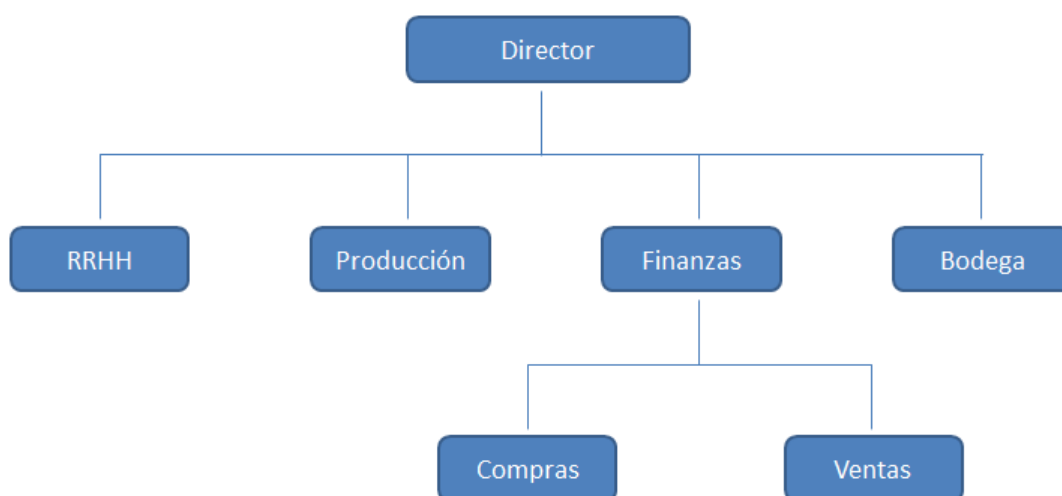 Director
RRHH
Producción
Finanzas
Bodega
Compras
Ventas